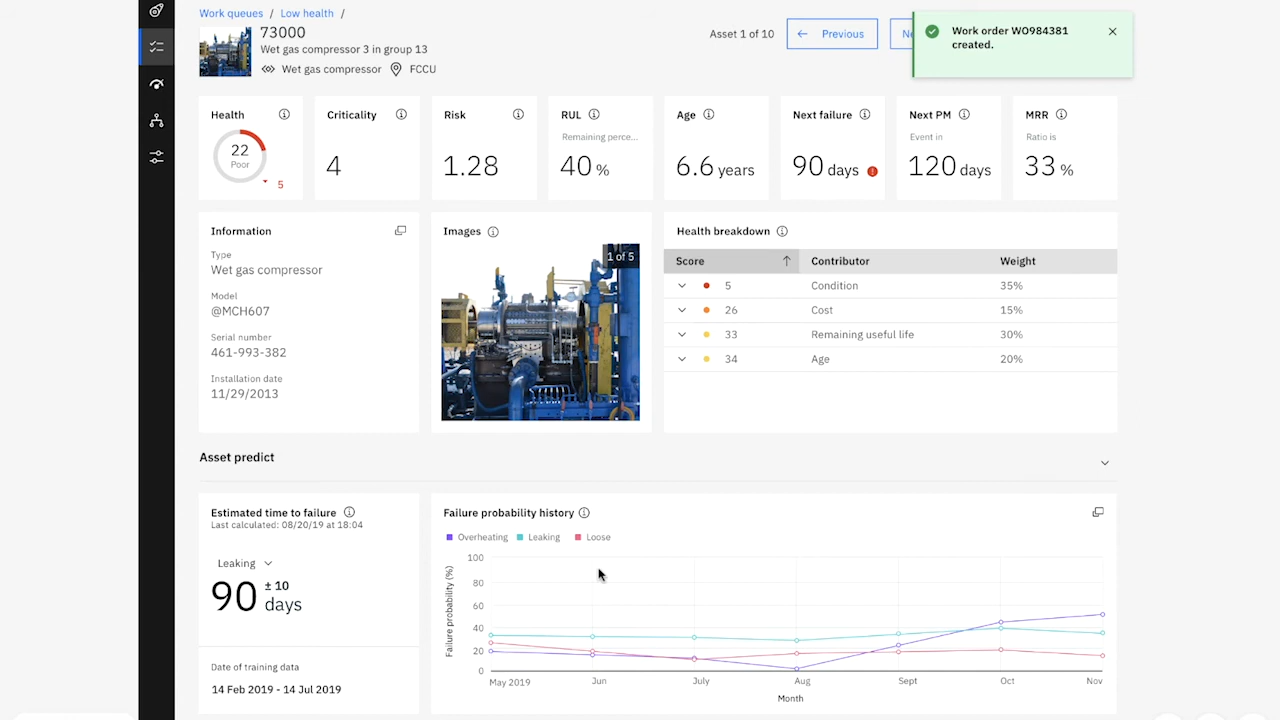 Work queues / Low health /
73000
Wet gas compressor 3 in group 13
Wet gas compressor FCCU
Asset 1 of 10
Previous
Work order WO984381
created.
Health
22
Poor
5
Criticality
4
Risk
1.28
RUL
Remaining perce...
40 %
Age
6.6 years
Next failure
90 days
Next PM
Event in
120 days
MRR
Ratio is
33 %
Information
Type
Wet gas compressor
Model
@MCH607
Serial number
461-993-382
Installation date
11/29/2013
Images
1 of 5
Health breakdown
Score Contributor Weight
5 Condition 35%
26 Cost 15%
33 Remaining useful life 30%
34 Age 20%
Asset predict
Estimated time to failure
Last calculated: 08/20/19 at 18:04
Leaking
90 ± 10 days
Date of training data
14 Feb 2019 - 14 Jul 2019
Failure probability history
Overheating Leaking Loose
Failure probability (%)
100
80
60
40
20
0
May 2019 Jun July Aug Sept Oct Nov
Month